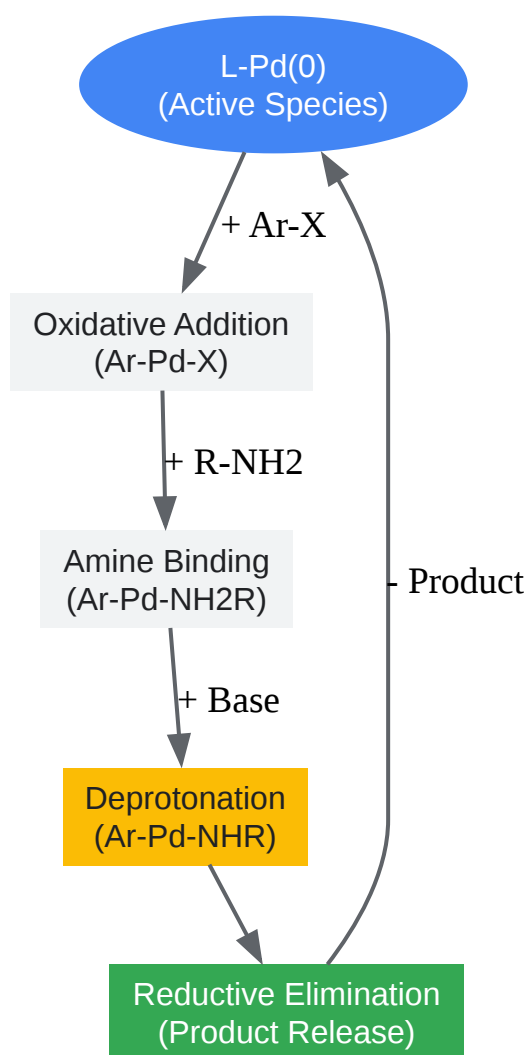 L-Pd(0)
(Active Species)
+ Ar-X
Oxidative Addition
(Ar-Pd-X)
+ R-NH2
Amine Binding
(Ar-Pd-NH2R)
- Product
+ Base
Deprotonation
(Ar-Pd-NHR)
Reductive Elimination
(Product Release)